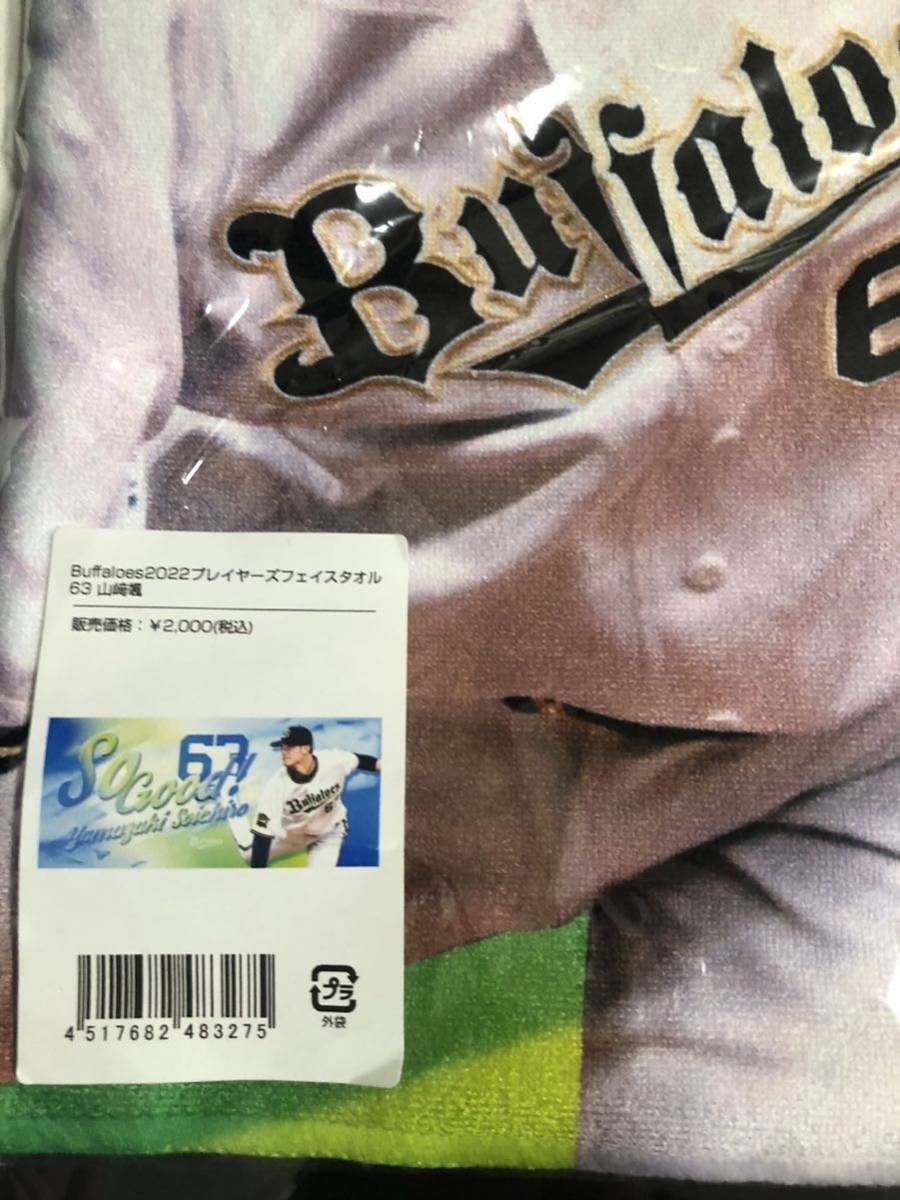 Buffaloes
6
Buffaloes2022プレイヤーズフェイスタオル
63 山﨑颯
販売価格：￥2,000(税込)
63
So Good!!
Yamazaki Soichiro
Buffaloes
6
4 517682 483275
プラ
外袋